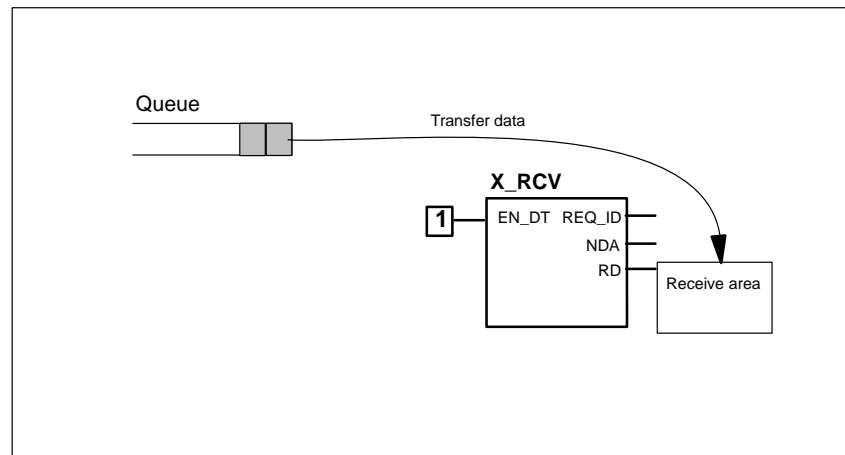 Queue
Transfer data
X_RCV
1
EN_DT REQ_ID
NDA
RD
Receive area